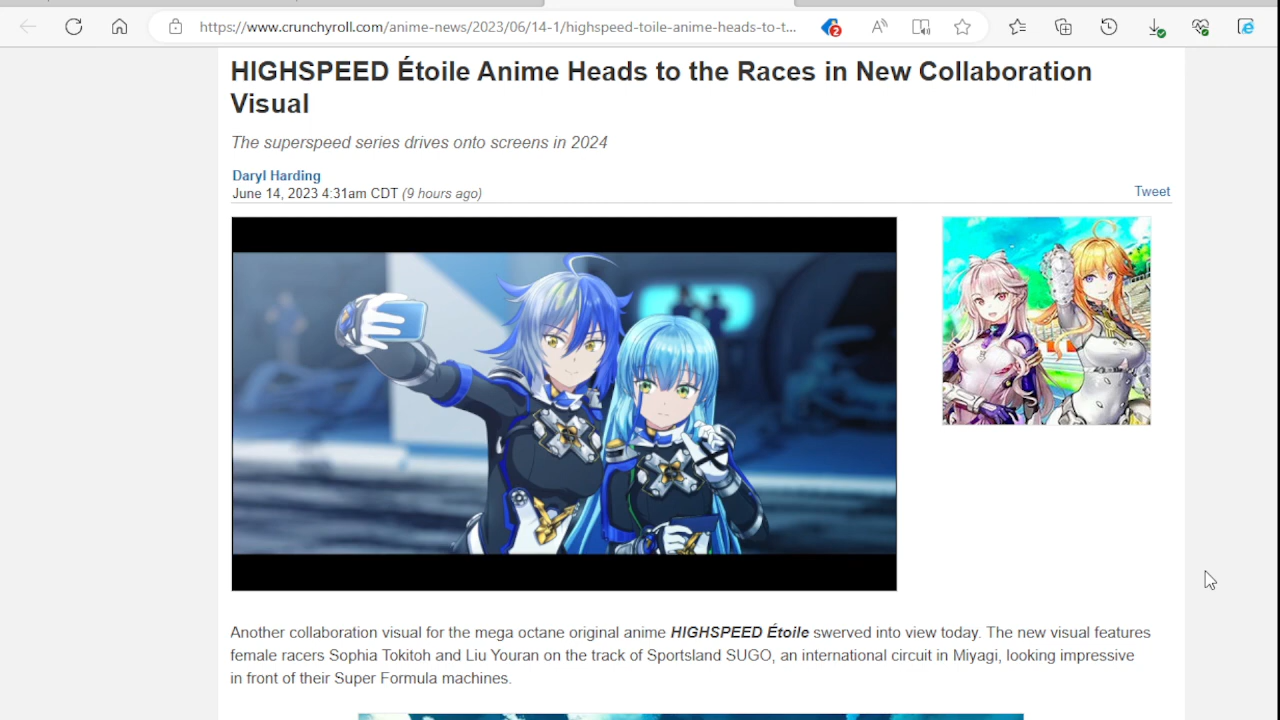 https://www.crunchyroll.com/anime-news/2023/06/14-1/highspeed-toile-anime-heads-to-t...
2
HIGHSPEED Étoile Anime Heads to the Races in New Collaboration
Visual
The superspeed series drives onto screens in 2024
Daryl Harding
June 14, 2023 4:31am CDT (9 hours ago)
Tweet
Another collaboration visual for the mega octane original anime HIGHSPEED Étoile swerved into view today. The new visual features
female racers Sophia Tokitoh and Liu Youran on the track of Sportsland SUGO, an international circuit in Miyagi, looking impressive
in front of their Super Formula machines.